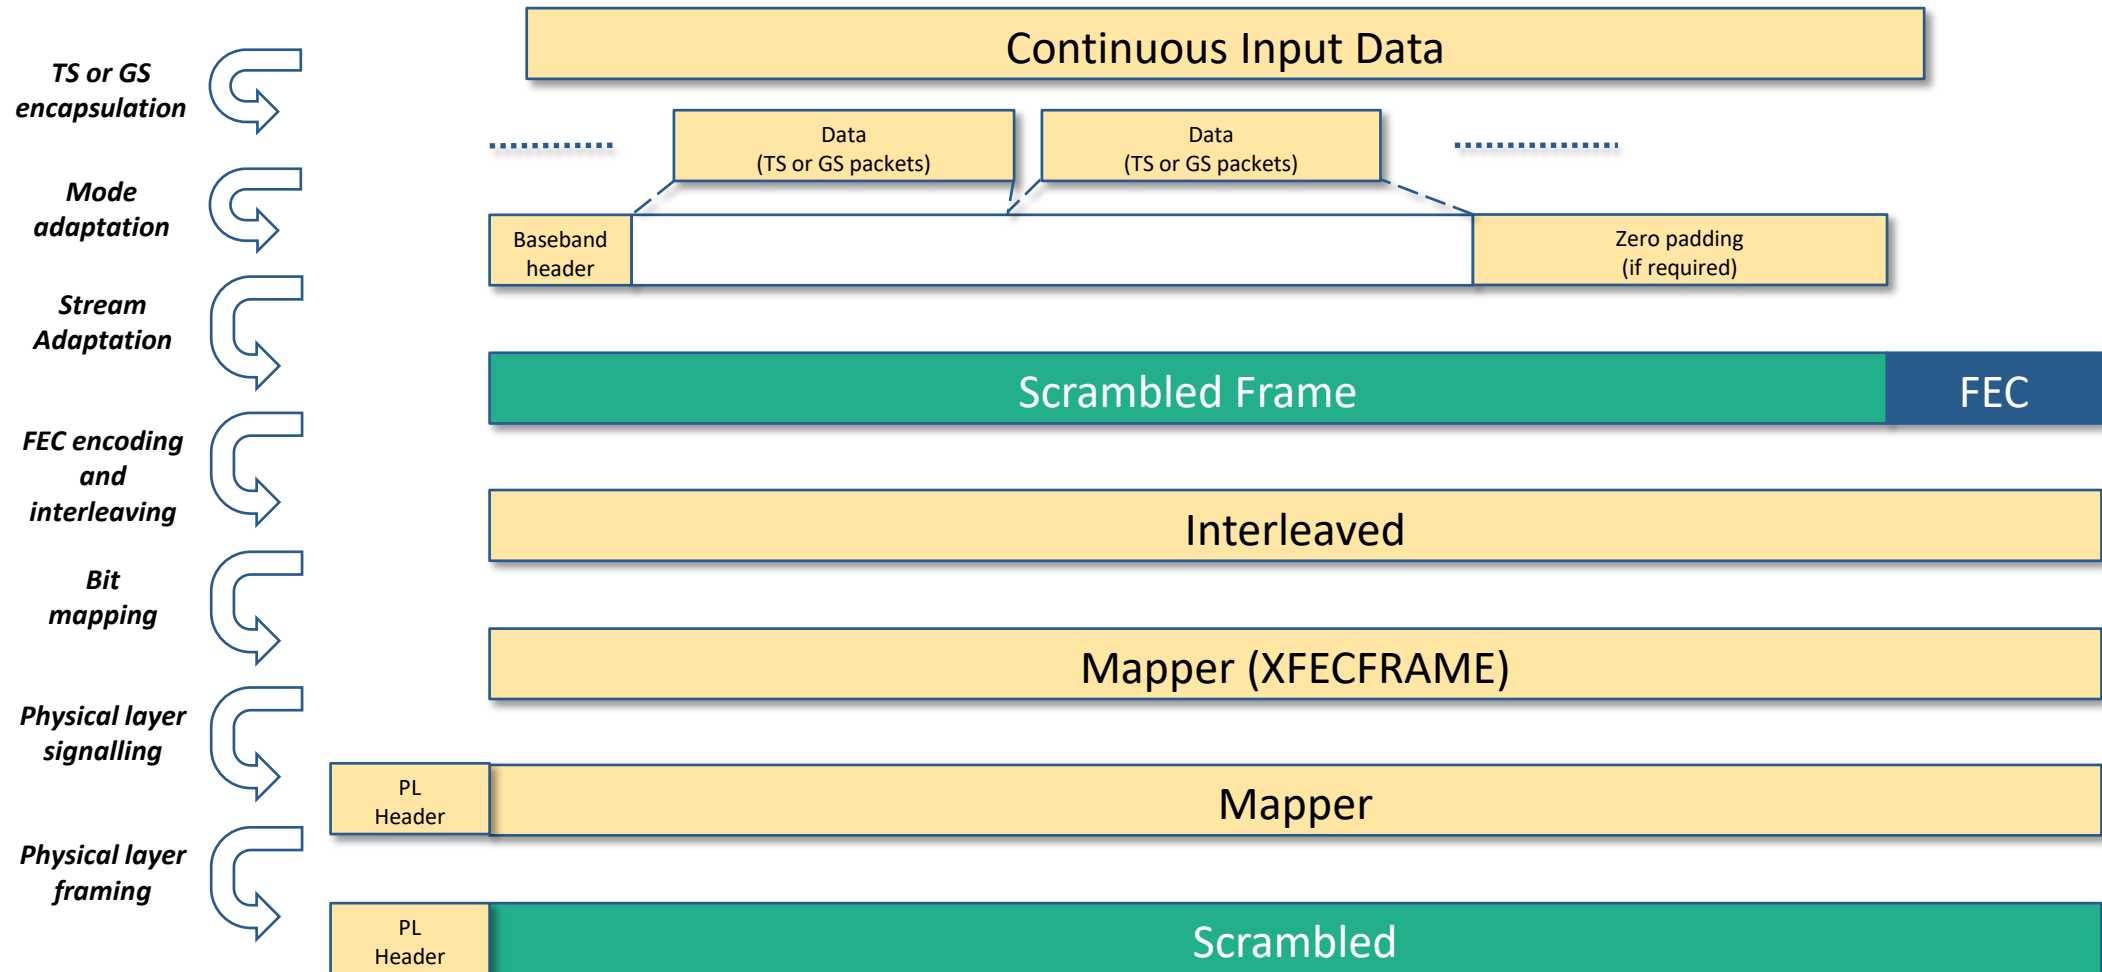 Continuous Input Data
TS or GS
encapsulation
Data
(TS or GS packets)
Data
(TS or GS packets)
Mode
adaptation
Baseband
header
Zero padding
(if required)
Stream
Adaptation
Scrambled Frame
FEC
FEC encoding
and
interleaving
Interleaved
Bit
mapping
Mapper (XFECFRAME)
Physical layer
signalling
PL
Header
Mapper
Physical layer
framing
PL
Header
Scrambled